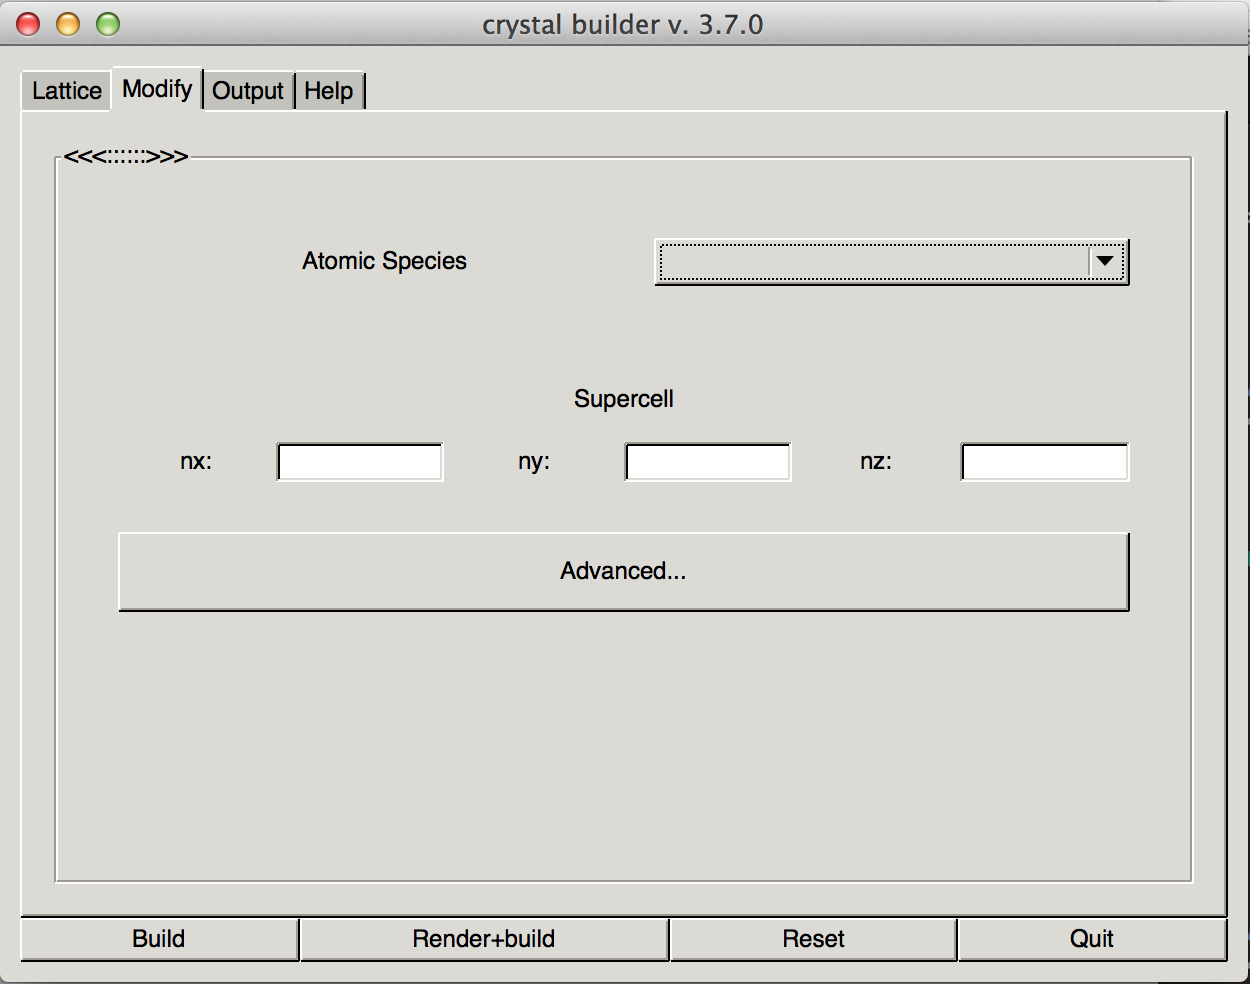 crystal builder v. 3.7.0
Lattice Modify Output Help
<<<::::::>>>
Atomic Species
Supercell
nx: ny: nz:
Advanced...
Build Render+build Reset Quit